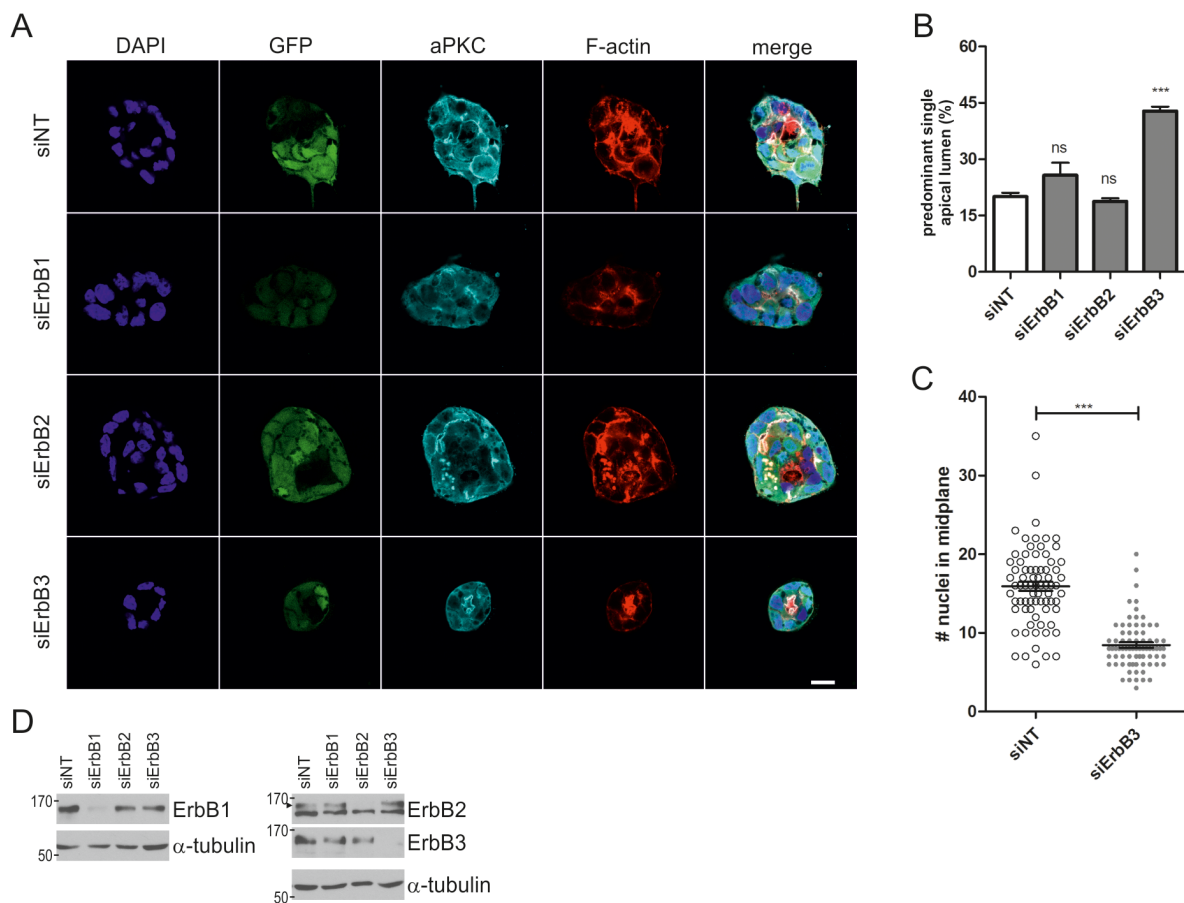 A
DAPI GFP aPKC F-actin merge
siNT
siErbB1
siErbB2
siErbB3
B
predominant single
apical lumen (%)
60
45
30
15
0
ns
ns
***
siNT siErbB1 siErbB2 siErbB3
C
# nuclei in midplane
40
30
20
10
0
***
siNT siErbB3
D
siNT siErbB1 siErbB2 siErbB3
170
ErbB1
50
α-tubulin
siNT siErbB1 siErbB2 siErbB3
170
ErbB2
170
ErbB3
50
α-tubulin